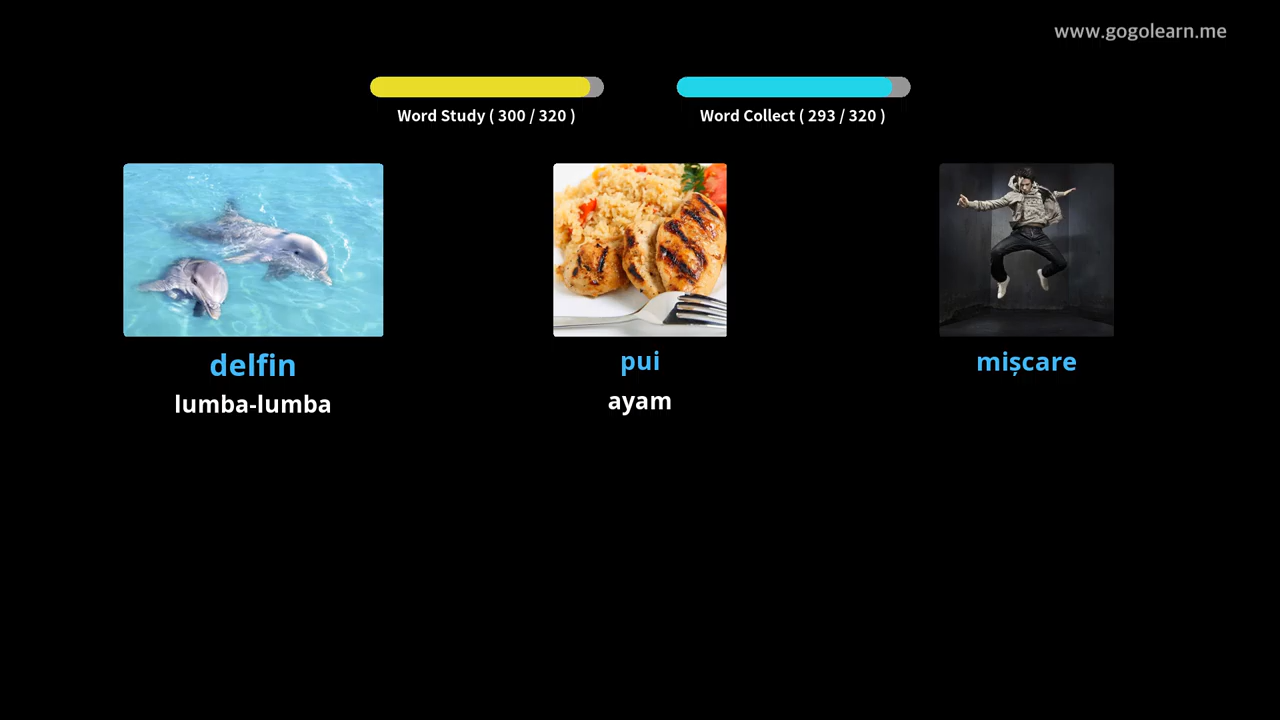 www.gogolearn.me
Word Study ( 300 / 320 )
Word Collect ( 293 / 320 )
delfin
lumba-lumba
pui
ayam
mișcare